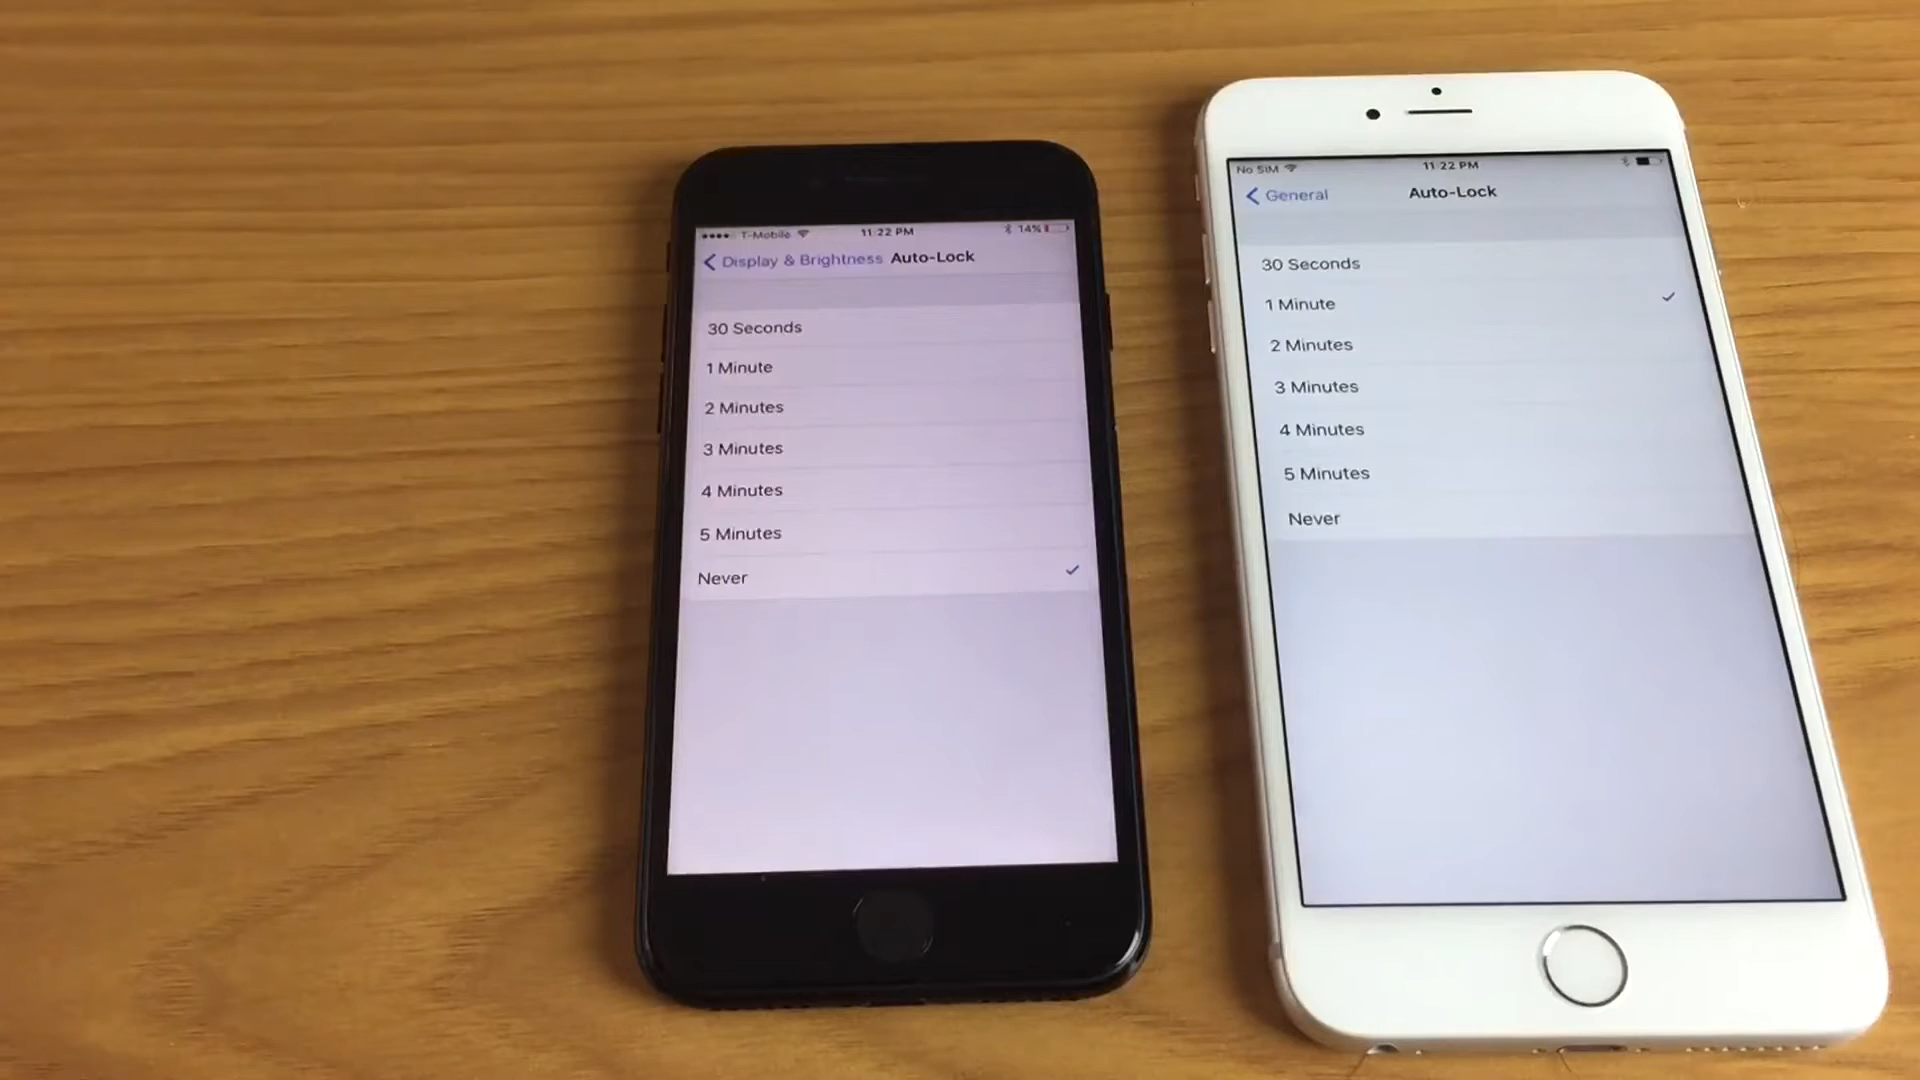 T-Mobile 11:22 PM 14%
Display & Brightness Auto-Lock
30 Seconds
1 Minute
2 Minutes
3 Minutes
4 Minutes
5 Minutes
Never
No SIM 11:22 PM
General Auto-Lock
30 Seconds
1 Minute
2 Minutes
3 Minutes
4 Minutes
5 Minutes
Never